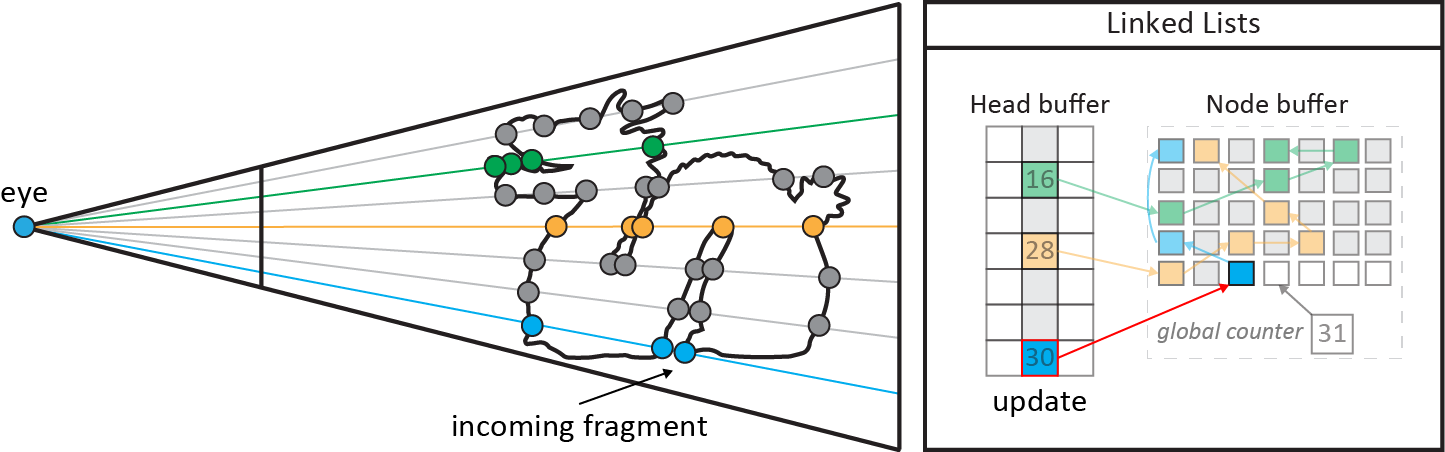 eye
incoming fragment
Linked Lists
Head buffer
Node buffer
16
28
global counter 31
30
update